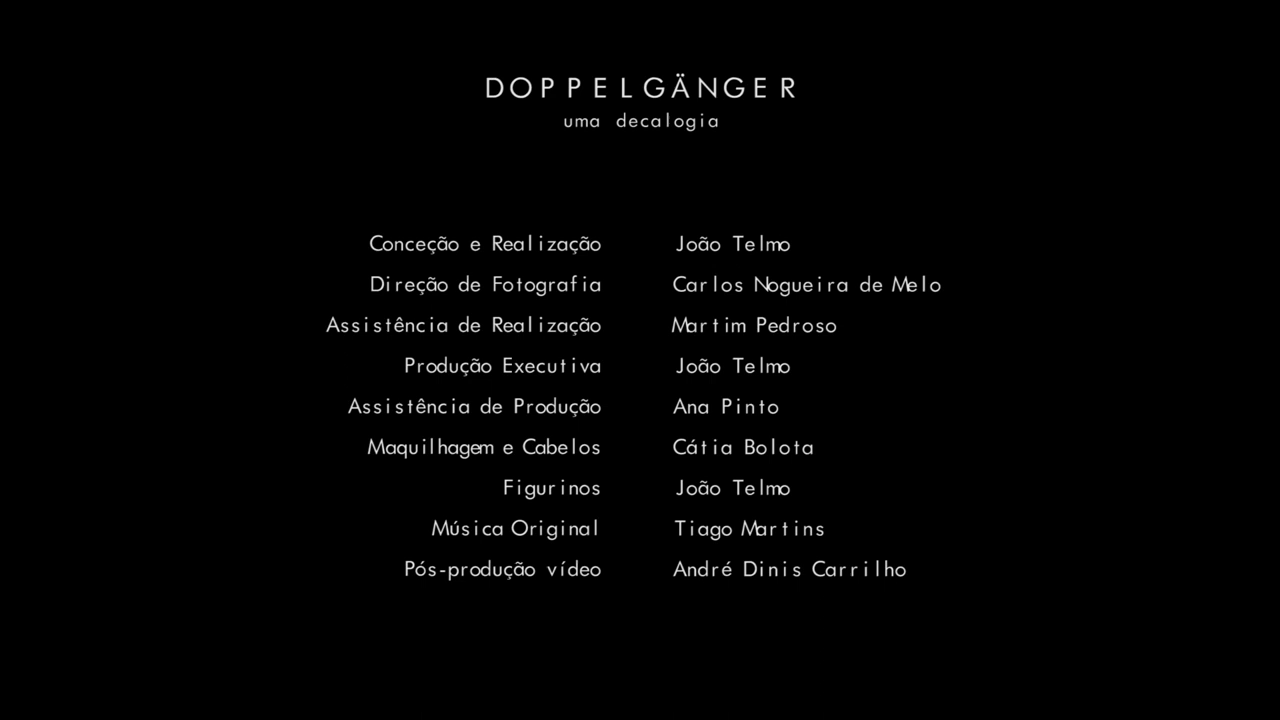 DOPPELGÄNGER
uma decalogia
Conceção e Realização João Telmo
Direção de Fotografia Carlos Nogueira de Melo
Assistência de Realização Martim Pedroso
Produção Executiva João Telmo
Assistência de Produção Ana Pinto
Maquilhagem e Cabelos Cátia Bolota
Figurinos João Telmo
Música Original Tiago Martins
Pós-produção vídeo André Dinis Carrilho